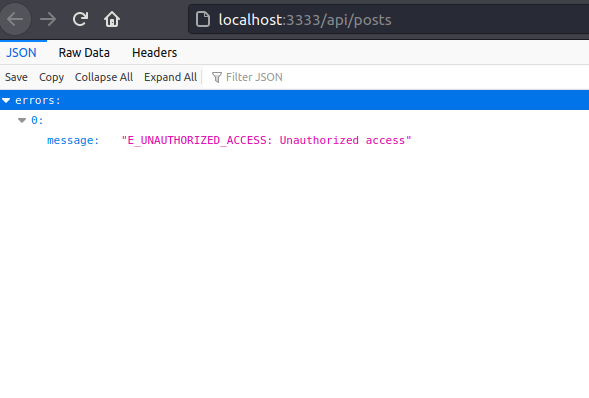 localhost:3333/api/posts
JSON Raw Data Headers
Save Copy Collapse All Expand All Filter JSON
errors:
0:
message: "E_UNAUTHORIZED_ACCESS: Unauthorized access"